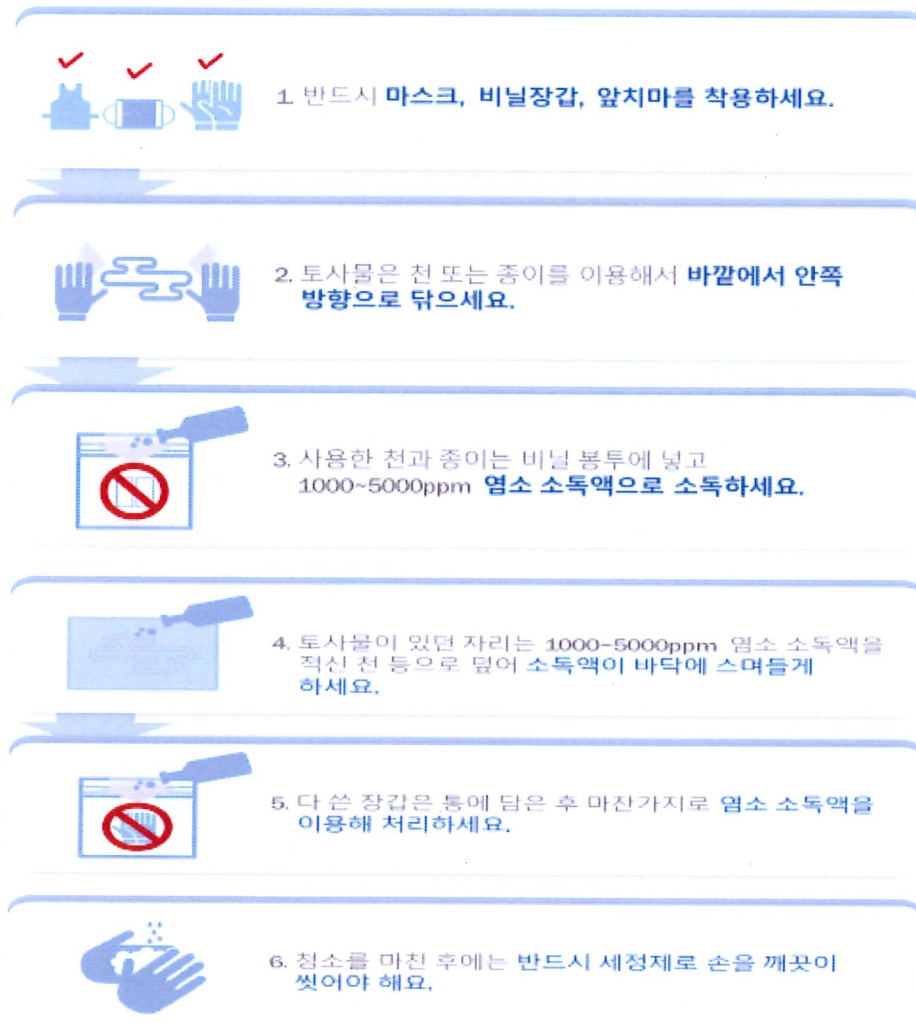 1. 반드시 마스크, 비닐장갑, 앞치마를 착용하세요.
2. 토사물은 천 또는 종이를 이용해서 바깥에서 안쪽
방향으로 닦으세요.
3. 사용한 천과 종이는 비닐 봉투에 넣고
1000~5000ppm 염소 소독액으로 소독하세요.
4. 토사물이 있던 자리는 1000~5000ppm 염소 소독액을
적신 천 등으로 덮어 소독액이 바닥에 스며들게
하세요.
5. 다 쓴 장갑은 통에 담은 후 마찬가지로 염소 소독액을
이용해 처리하세요.
6. 청소를 마친 후에는 반드시 세정제로 손을 깨끗이
씻어야 해요.